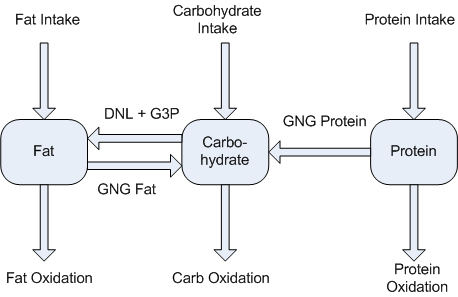 Fat Intake
Carbohydrate
Intake
Protein Intake
DNL + G3P
GNG Protein
Fat
Carbo-
hydrate
Protein
GNG Fat
Fat Oxidation
Carb Oxidation
Protein
Oxidation